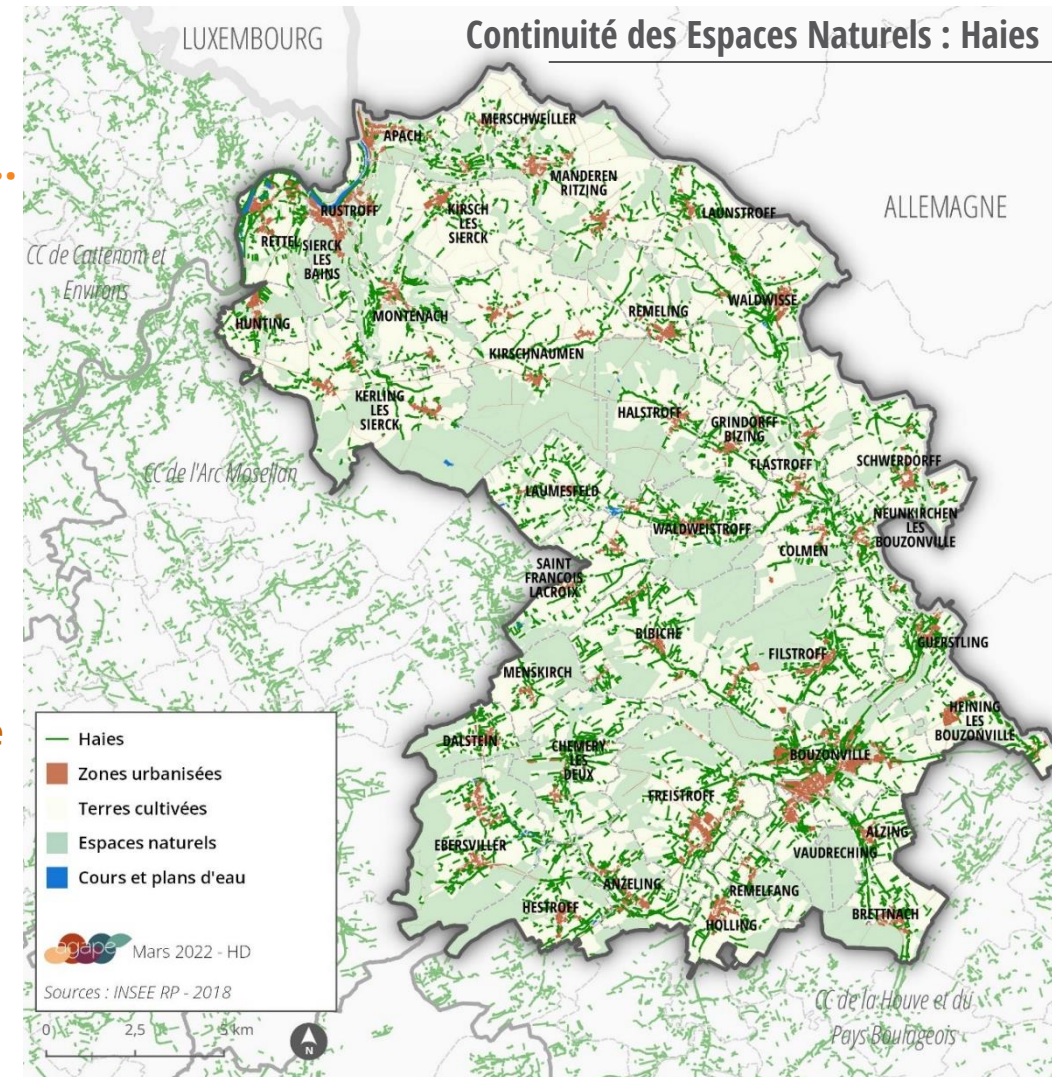 Continuité des Espaces Naturels : Haies
LUXEMBOURG
ALLEMAGNE
MERSCHWEILLER
APACH
MANDEREN
RITZING
RUSTROFF
KIRSCH
LES
SIERCK
LAUNSTROFF
RETTEL
SIERCK
LES
BAINS
CC de Cattenom et
Environs
HUNTING
MONTENACH
REMELING
WALDWISSE
KIRSCHNAUMEN
KERLING
LES
SIERCK
HALSTROFF
GRINDORFF
BIZING
FLASTROFF
SCHWERDORFF
CC de l'Arc Mosellan
LAUMESFELD
WALDWEISTROFF
NEUNKIRCHEN
LES
BOUZONVILLE
COLMEN
SAINT
FRANCOIS
LACROIX
BIBICHE
FILSTROFF
GUERSTLING
MENSKIRCH
HEINING
LES
BOUZONVILLE
DALSTEIN
CHEMERY
LES
DEUX
BOUZONVILLE
FREISTROFF
ALZING
VAUDRECHING
EBERSVILLER
ANZELING
REMELFANG
HESTROFF
HOLLING
BRETTNACH
CC de la Houve et du
Pays Boulageois
Haies
Zones urbanisées
Terres cultivées
Espaces naturels
Cours et plans d'eau
agape Mars 2022 - HD
Sources : INSEE RP - 2018
0 2,5 5 km
N